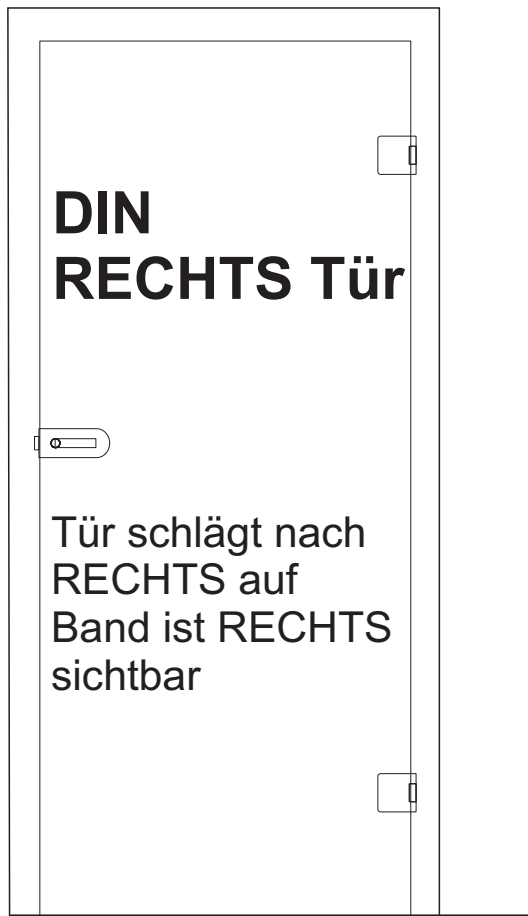 DIN
RECHTS Tür
Tür schlägt nach
RECHTS auf
Band ist RECHTS
sichtbar